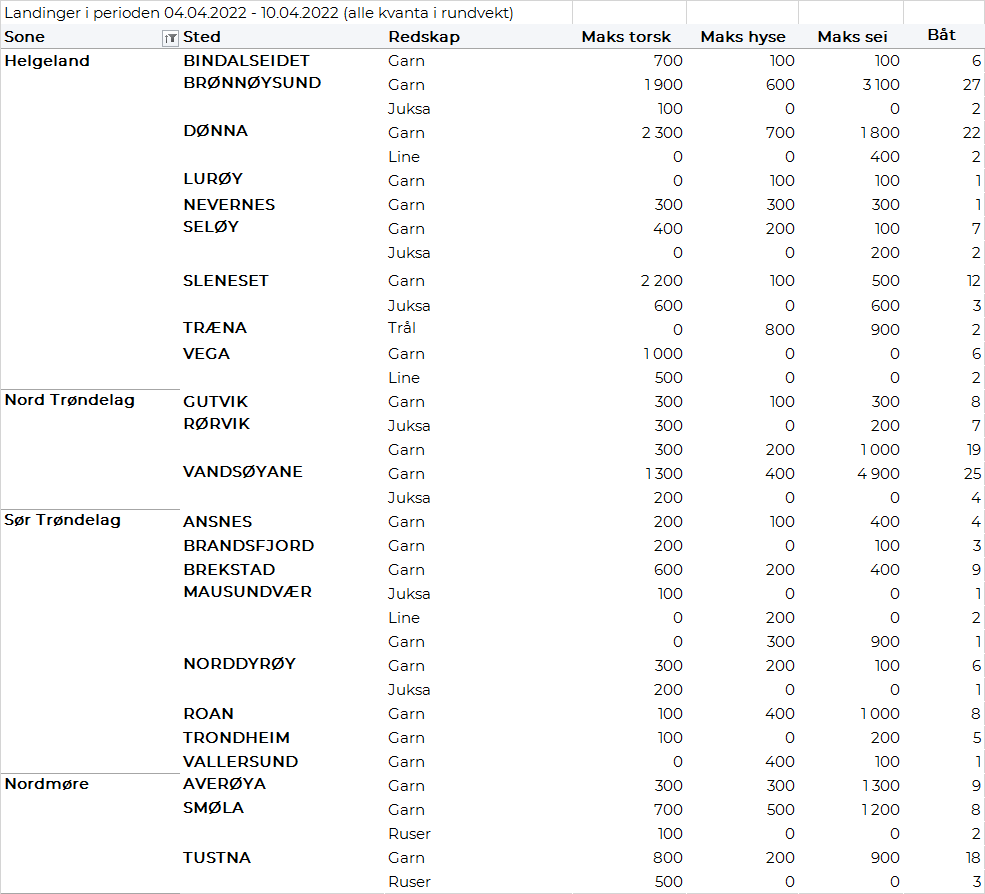 Landinger i perioden 04.04.2022 - 10.04.2022 (alle kvanta i rundvekt)
Sone Sted Redskap Maks torsk Maks hyse Maks sei Båt
Helgeland BINDALSEIDET Garn 700 100 100 6
BRØNNØYSUND Garn 1 900 600 3 100 27
Juksa 100 0 0 2
DØNNA Garn 2 300 700 1 800 22
Line 0 0 400 2
LURØY Garn 0 100 100 1
NEVERNES Garn 300 300 300 1
SELØY Garn 400 200 100 7
Juksa 0 0 200 2
SLENESET Garn 2 200 100 500 12
Juksa 600 0 600 3
TRÆNA Trål 0 800 900 2
VEGA Garn 1 000 0 0 6
Line 500 0 0 2
Nord Trøndelag GUTVIK Garn 300 100 300 8
RØRVIK Juksa 300 0 200 7
Garn 300 200 1 000 19
VANDSØYANE Garn 1 300 400 4 900 25
Juksa 200 0 0 4
Sør Trøndelag ANSNES Garn 200 100 400 4
BRANDSFJORD Garn 200 0 100 3
BREKSTAD Garn 600 200 400 9
MAUSUNDVÆR Juksa 100 0 0 1
Line 0 200 0 2
Garn 0 300 900 1
NORDDYRØY Garn 300 200 100 6
Juksa 200 0 0 1
ROAN Garn 100 400 1 000 8
TRONDHEIM Garn 100 0 200 5
VALLERSUND Garn 0 400 100 1
Nordmøre AVERØYA Garn 300 300 1 300 9
SMØLA Garn 700 500 1 200 8
Ruser 100 0 0 2
TUSTNA Garn 800 200 900 18
Ruser 500 0 0 3